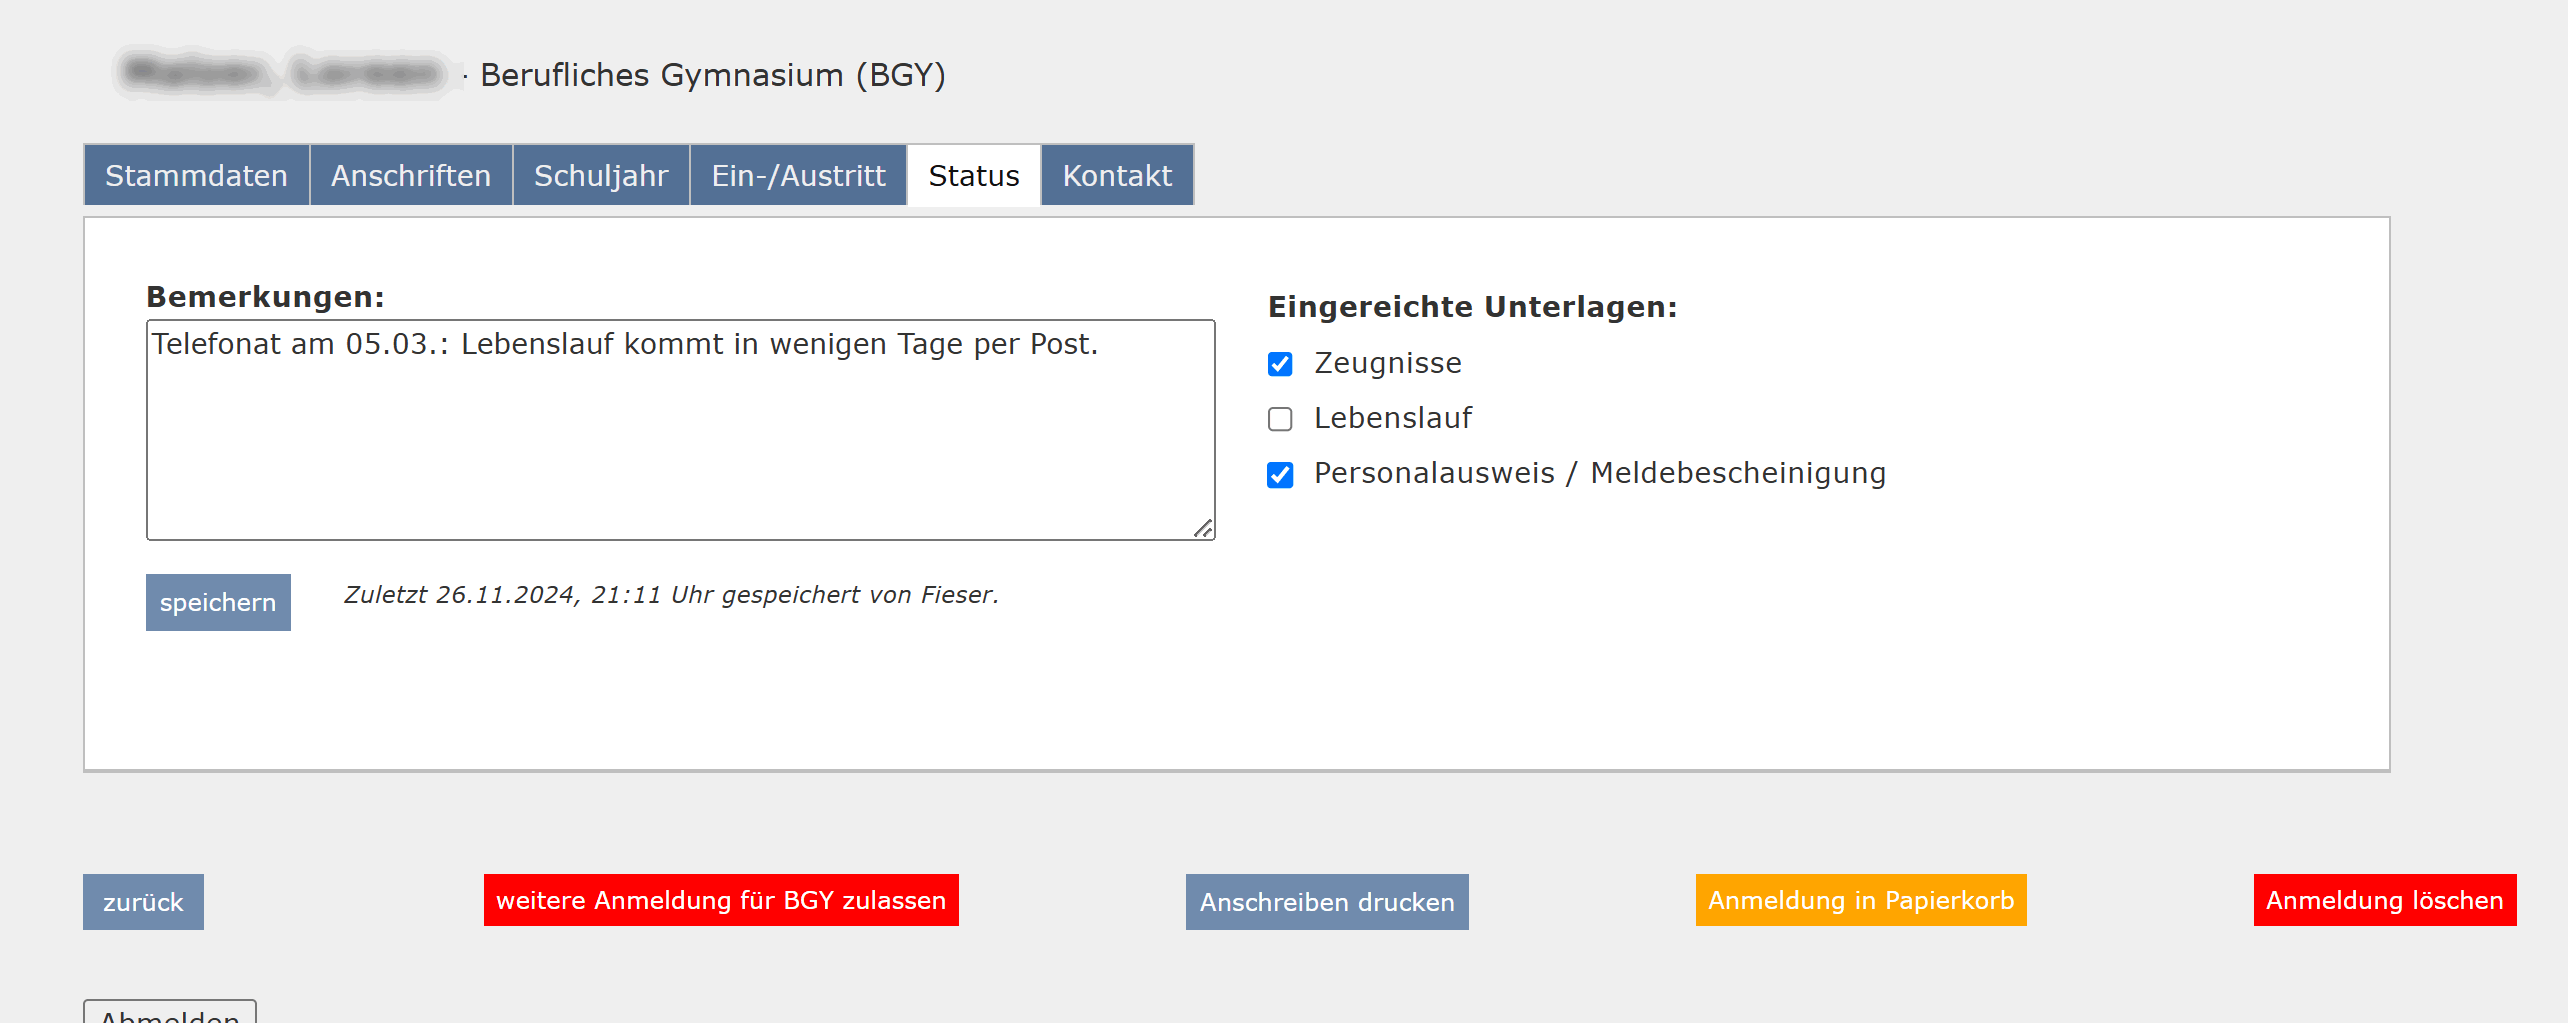 - Berufliches Gymnasium (BGY)
Stammdaten Anschriften Schuljahr Ein-/Austritt Status Kontakt
Bemerkungen:
Telefonat am 05.03.: Lebenslauf kommt in wenigen Tage per Post.
speichern Zuletzt 26.11.2024, 21:11 Uhr gespeichert von Fieser.
Eingereichte Unterlagen:
Zeugnisse
Lebenslauf
Personalausweis / Meldebescheinigung
zurück weitere Anmeldung für BGY zulassen Anschreiben drucken Anmeldung in Papierkorb Anmeldung löschen
Abmelden